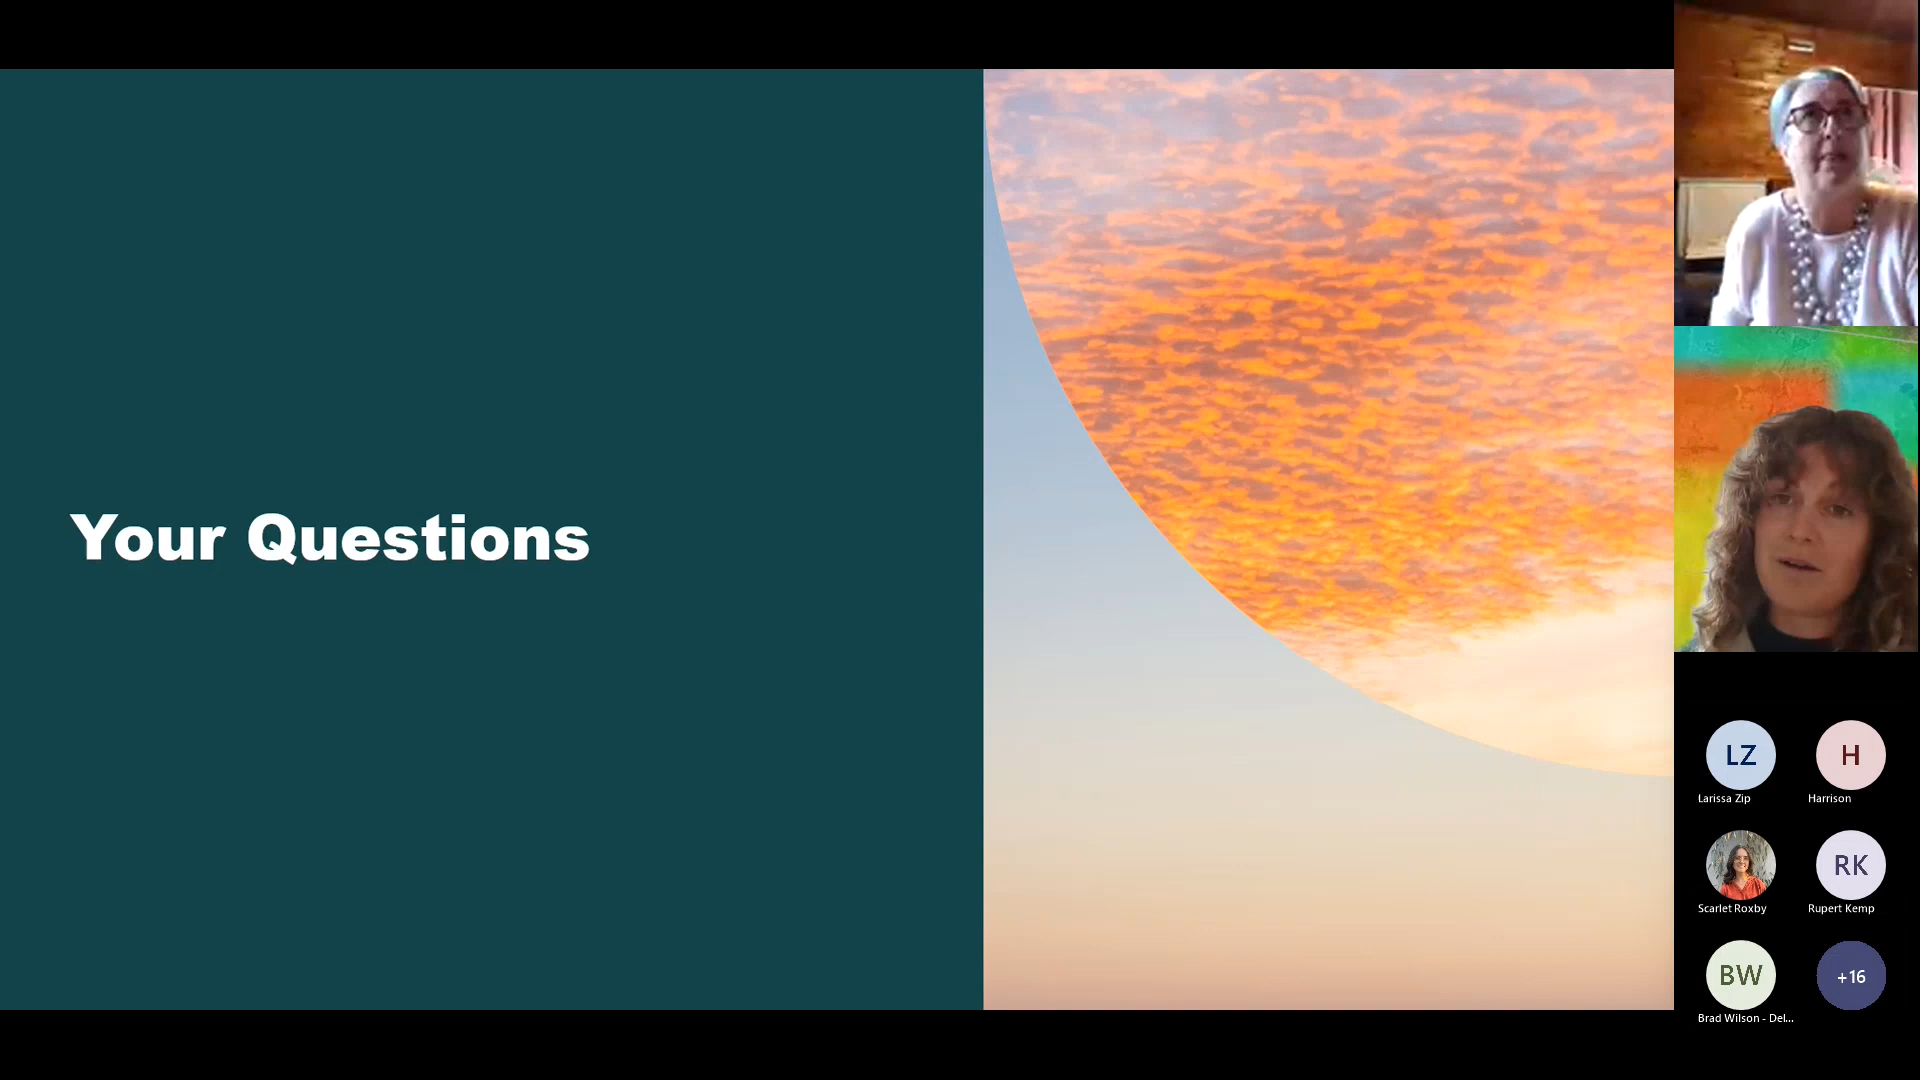 Your Questions
LZ
H
Larissa Zip
Harrison
RK
Scarlet Roxby
Rupert Kemp
BW
+16
Brad Wilson - Del...